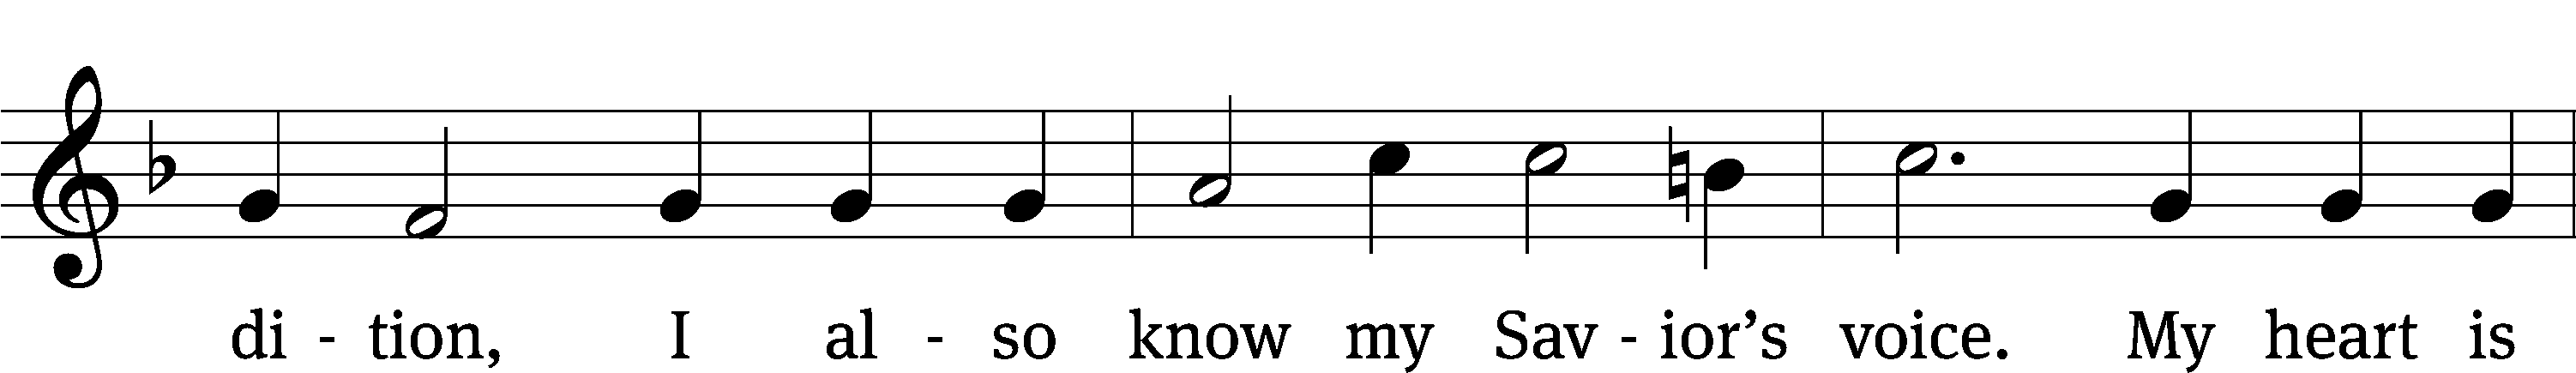 di - tion, I al - so know my Sav - ior’s voice. My heart is